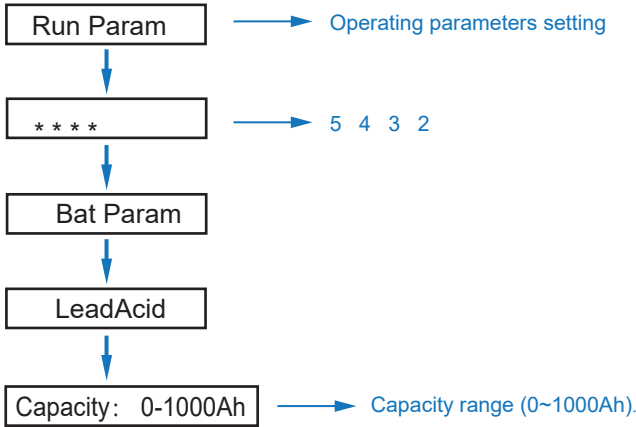 Run Param
Operating parameters setting
* * * *
5 4 3 2
Bat Param
LeadAcid
Capacity: 0-1000Ah
Capacity range (0~1000Ah).